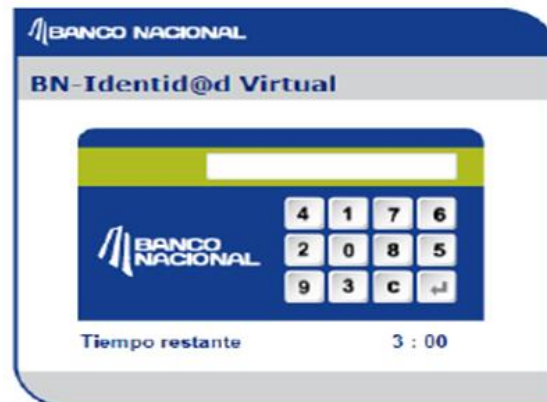 BANCO NACIONAL
BN-Identid@d Virtual
4 1 7 6
BANCO
NACIONAL
2 0 8 5
9 3 C ↵
Tiempo restante 3 : 00